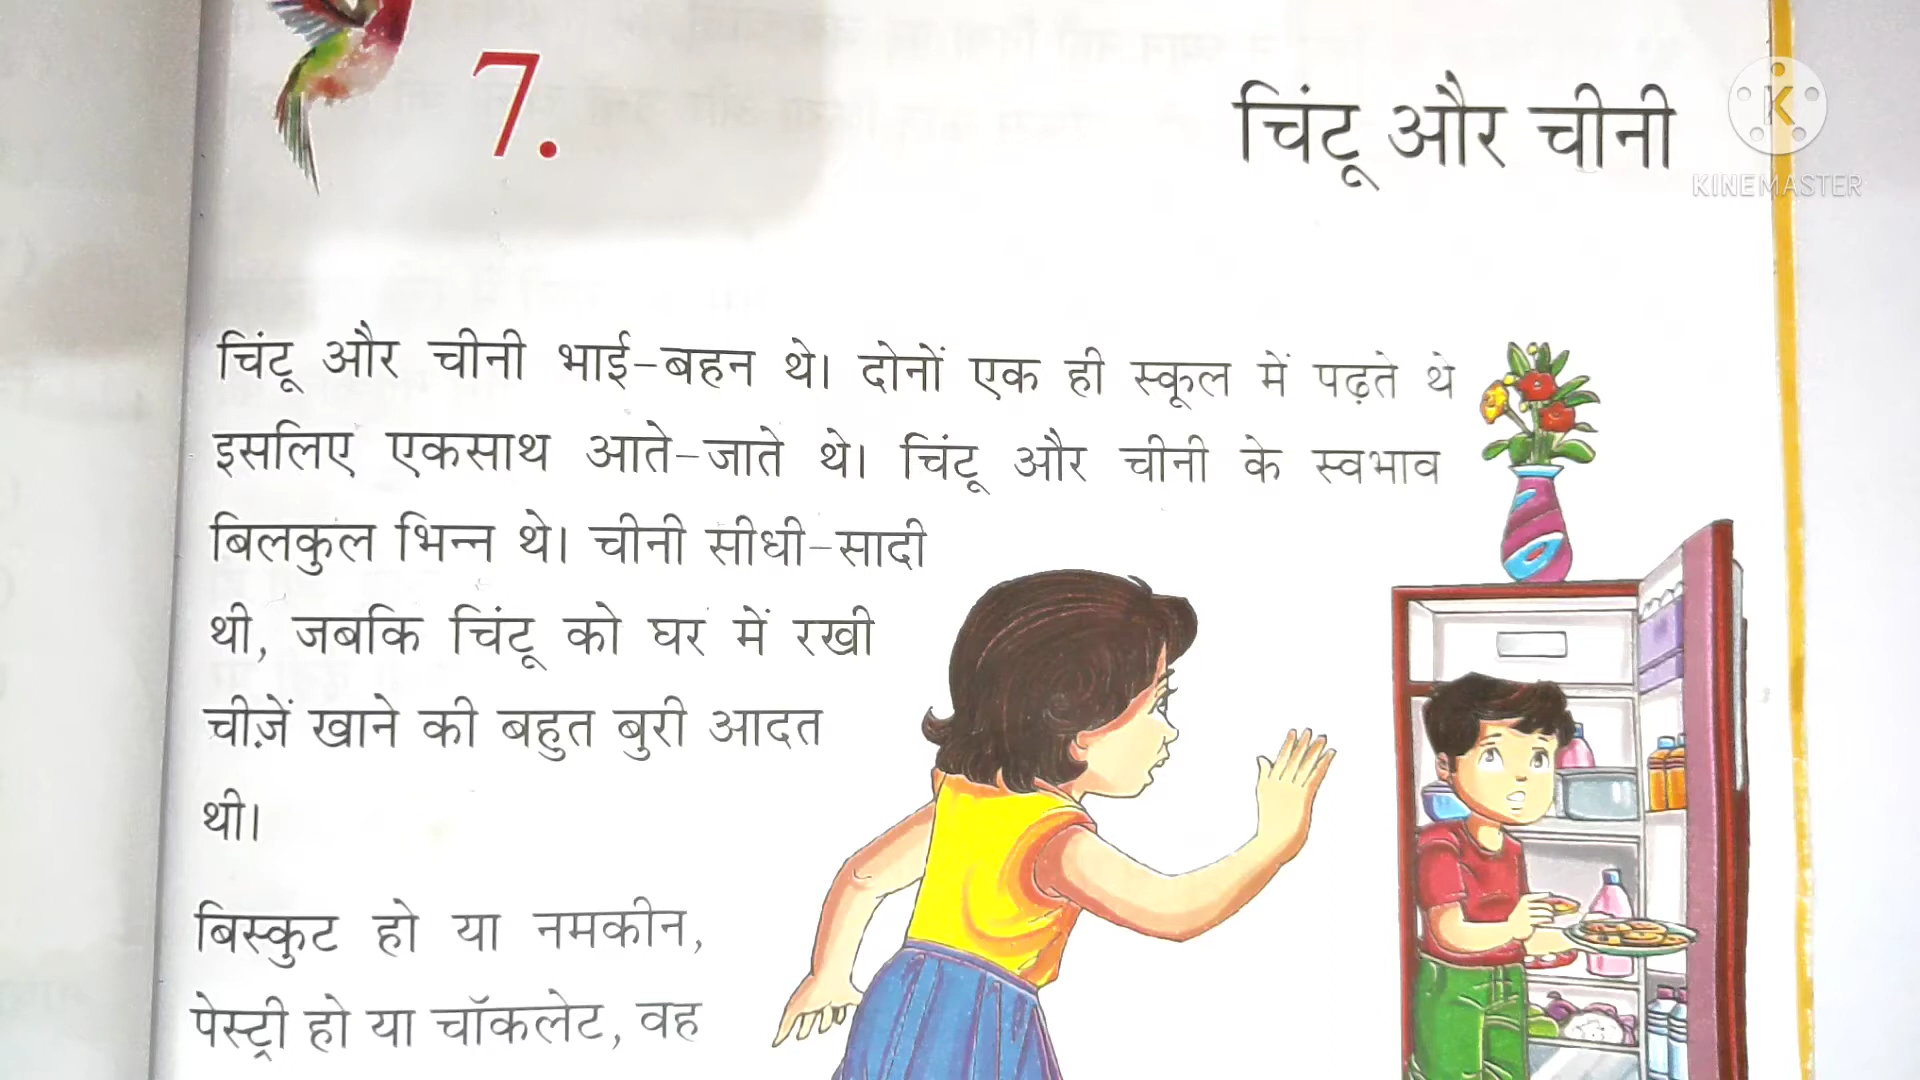 7.
चिंटू और चीनी
KINEMASTER
चिंटू और चीनी भाई-बहन थे। दोनों एक ही स्कूल में पढ़ते थे
इसलिए एकसाथ आते-जाते थे। चिंटू और चीनी के स्वभाव
बिलकुल भिन्न थे। चीनी सीधी-सादी
थी, जबकि चिंटू को घर में रखी
चीज़ें खाने की बहुत बुरी आदत
थी।
बिस्कुट हो या नमकीन,
पेस्ट्री हो या चॉकलेट, वह